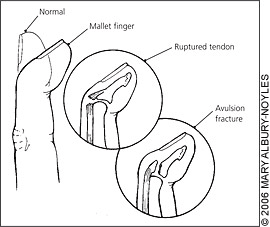 Normal
Mallet finger
Ruptured tendon
Avulsion
fracture
© 2006 MARY ALBURY-NOYLES